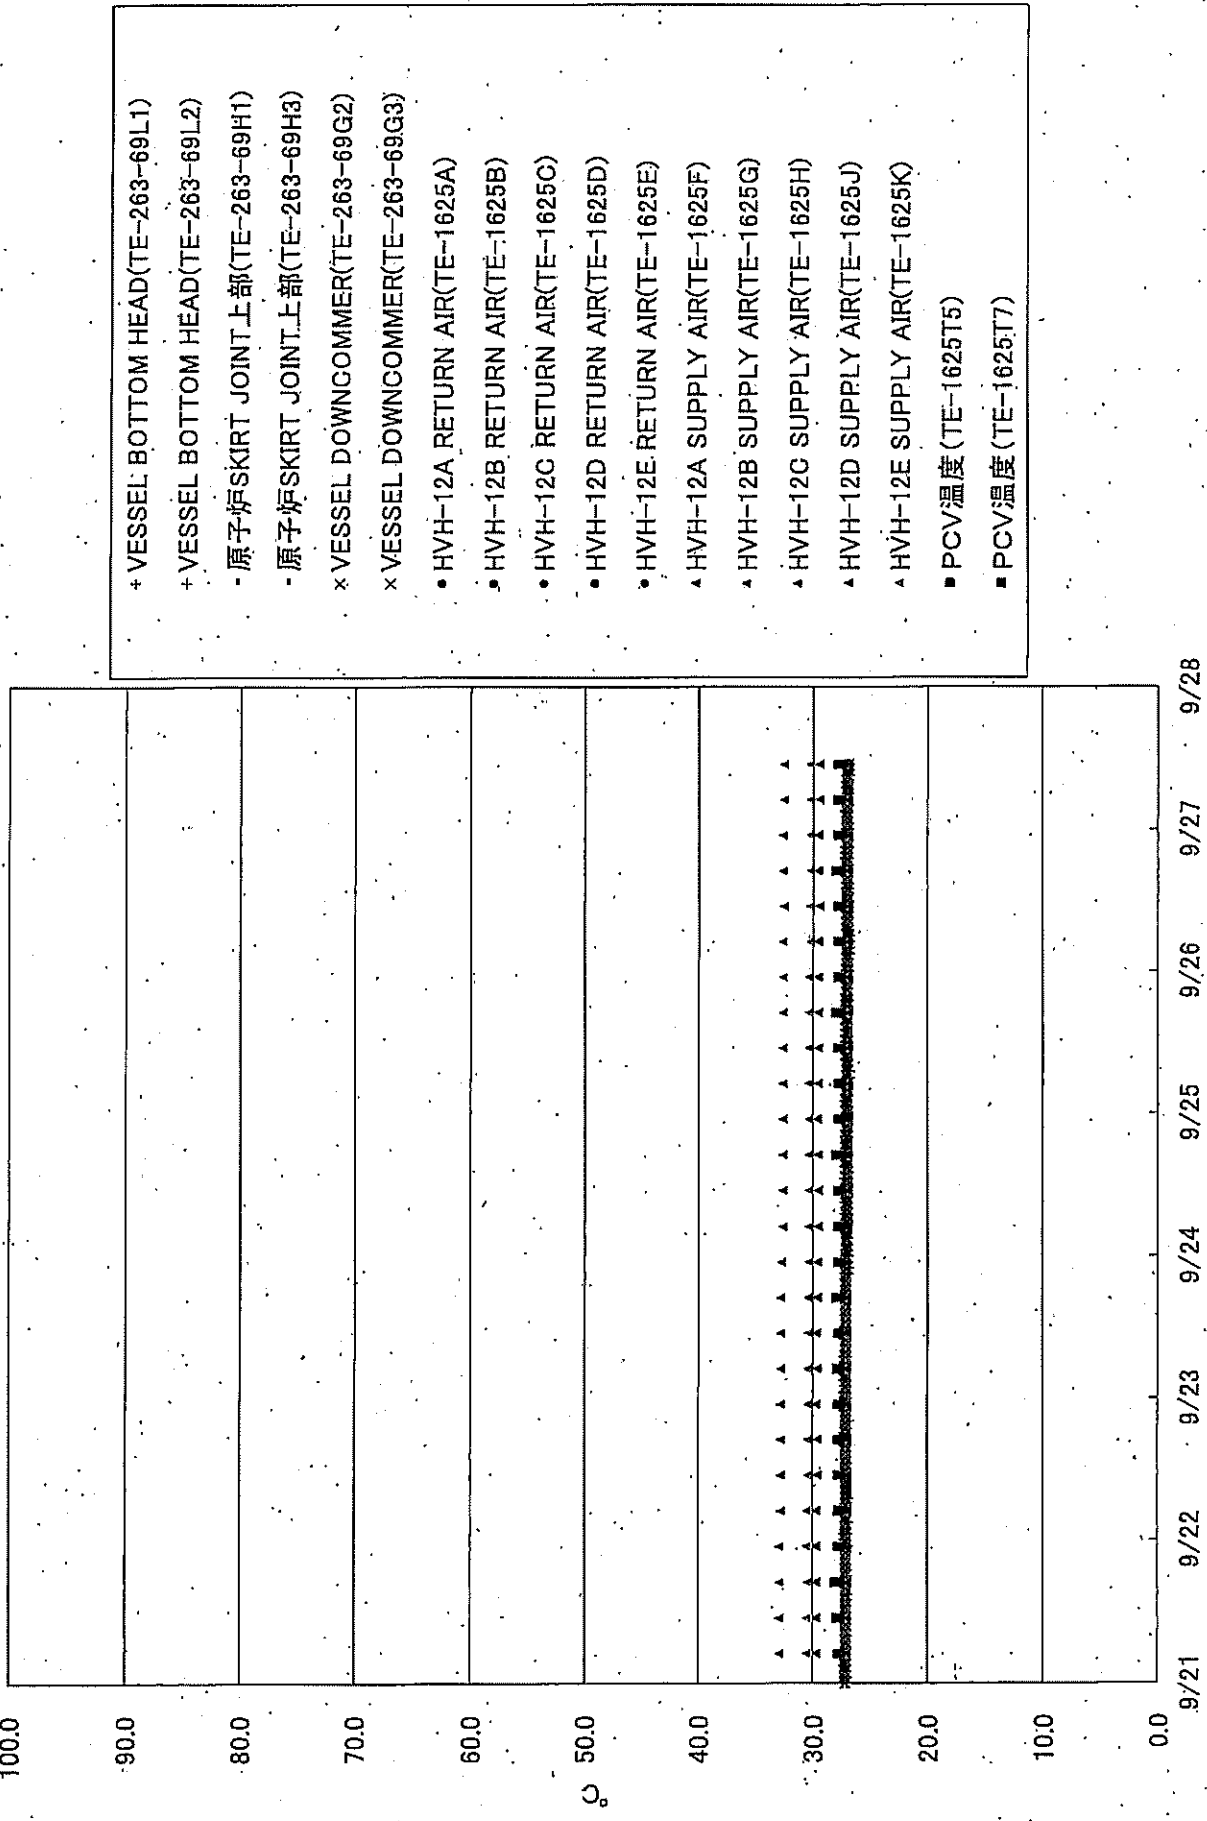 100.0
90.0
80.0
70.0
60.0
50.0
40.0
30.0
20.0
10.0
0.0
℃
9/21
9/22
9/23
9/24
9/25
9/26
9/27
9/28
+ VESSEL BOTTOM HEAD(TE-263-69L1)
+ VESSEL BOTTOM HEAD(TE-263-69L2)
- 原子炉SKIRT JOINT上部(TE-263-69H1)
- 原子炉SKIRT JOINT上部(TE-263-69H3)
× VESSEL DOWNCOMMER(TE-263-69G2)
× VESSEL DOWNCOMMER(TE-263-69G3)
● HVH-12A RETURN AIR(TE-1625A)
● HVH-12B RETURN AIR(TE-1625B)
● HVH-12C RETURN AIR(TE-1625C)
● HVH-12D RETURN AIR(TE-1625D)
● HVH-12E RETURN AIR(TE-1625E)
▲ HVH-12A SUPPLY AIR(TE-1625F)
▲ HVH-12B SUPPLY AIR(TE-1625G)
▲ HVH-12C SUPPLY AIR(TE-1625H)
▲ HVH-12D SUPPLY AIR(TE-1625J)
▲ HVH-12E SUPPLY AIR(TE-1625K)
■ PCV温度(TE-1625T5)
■ PCV温度(TE-1625T7)